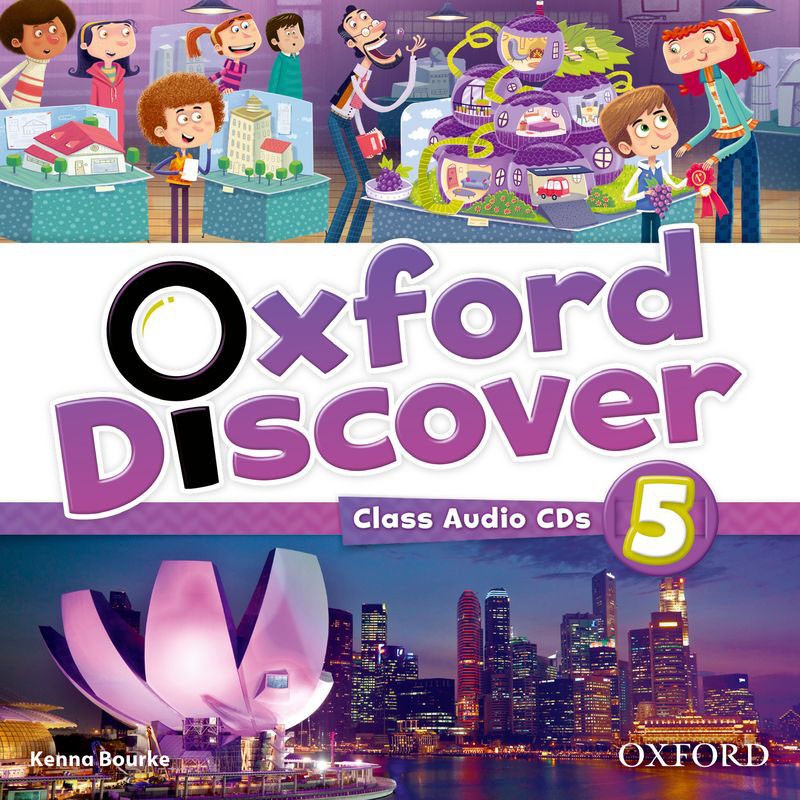 Oxford
Discover
Class Audio CDs 5
Kenna Bourke
OXFORD